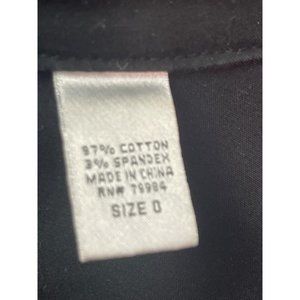 97% COTTON
3% SPANDEX
MADE IN CHINA
RN# 79984
SIZE 0